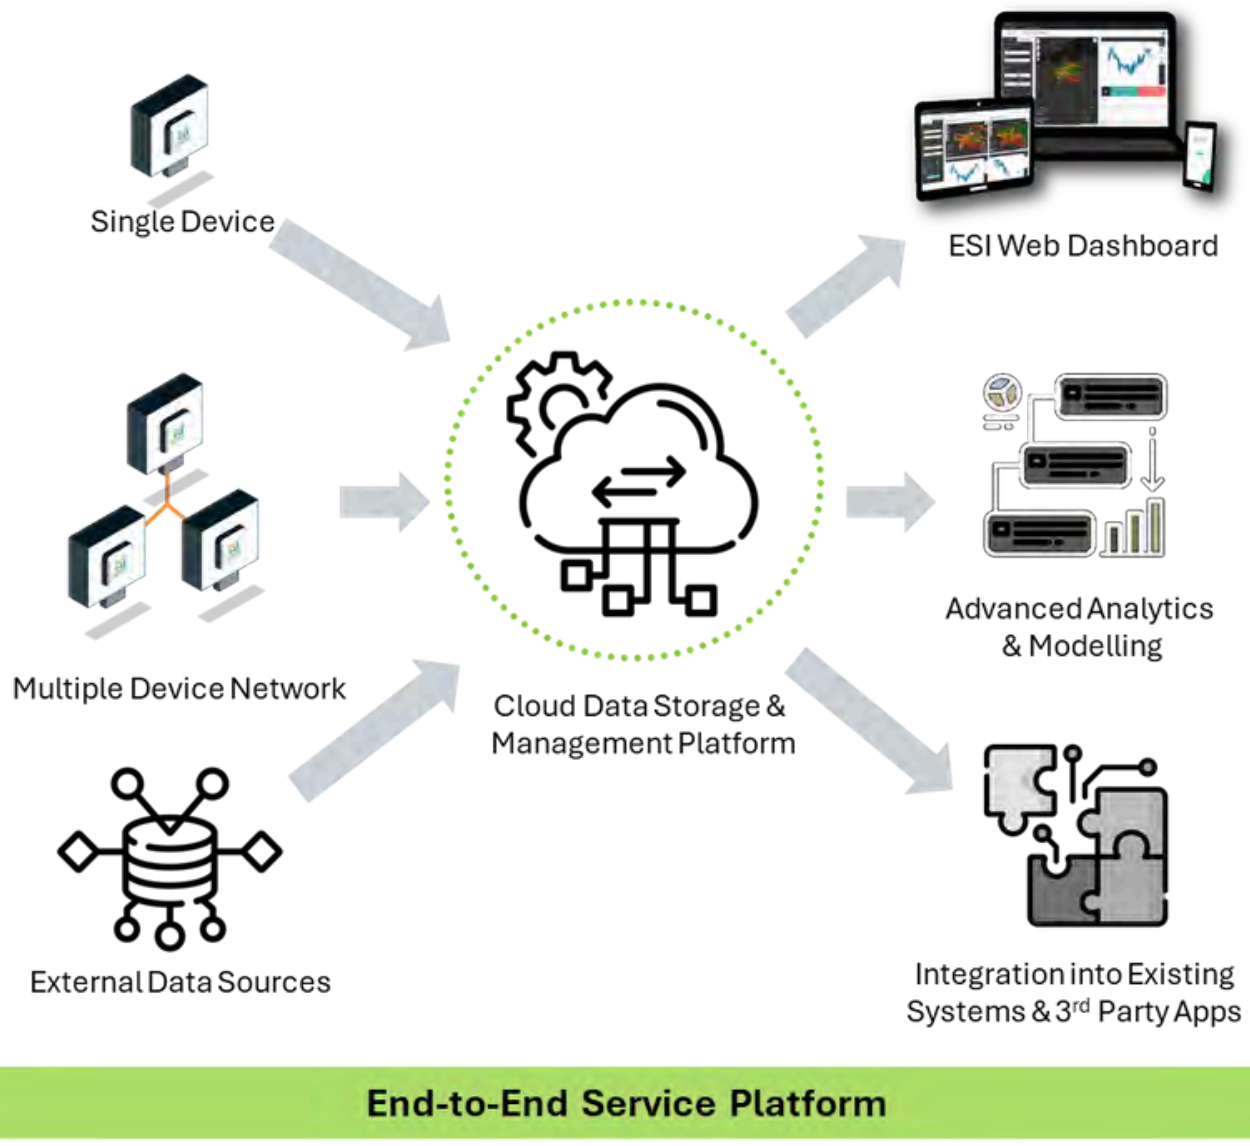 Single Device
ESI Web Dashboard
Multiple Device Network
Cloud Data Storage &
Management Platform
Advanced Analytics
& Modelling
External Data Sources
Integration into Existing
Systems & 3rd Party Apps
End-to-End Service Platform